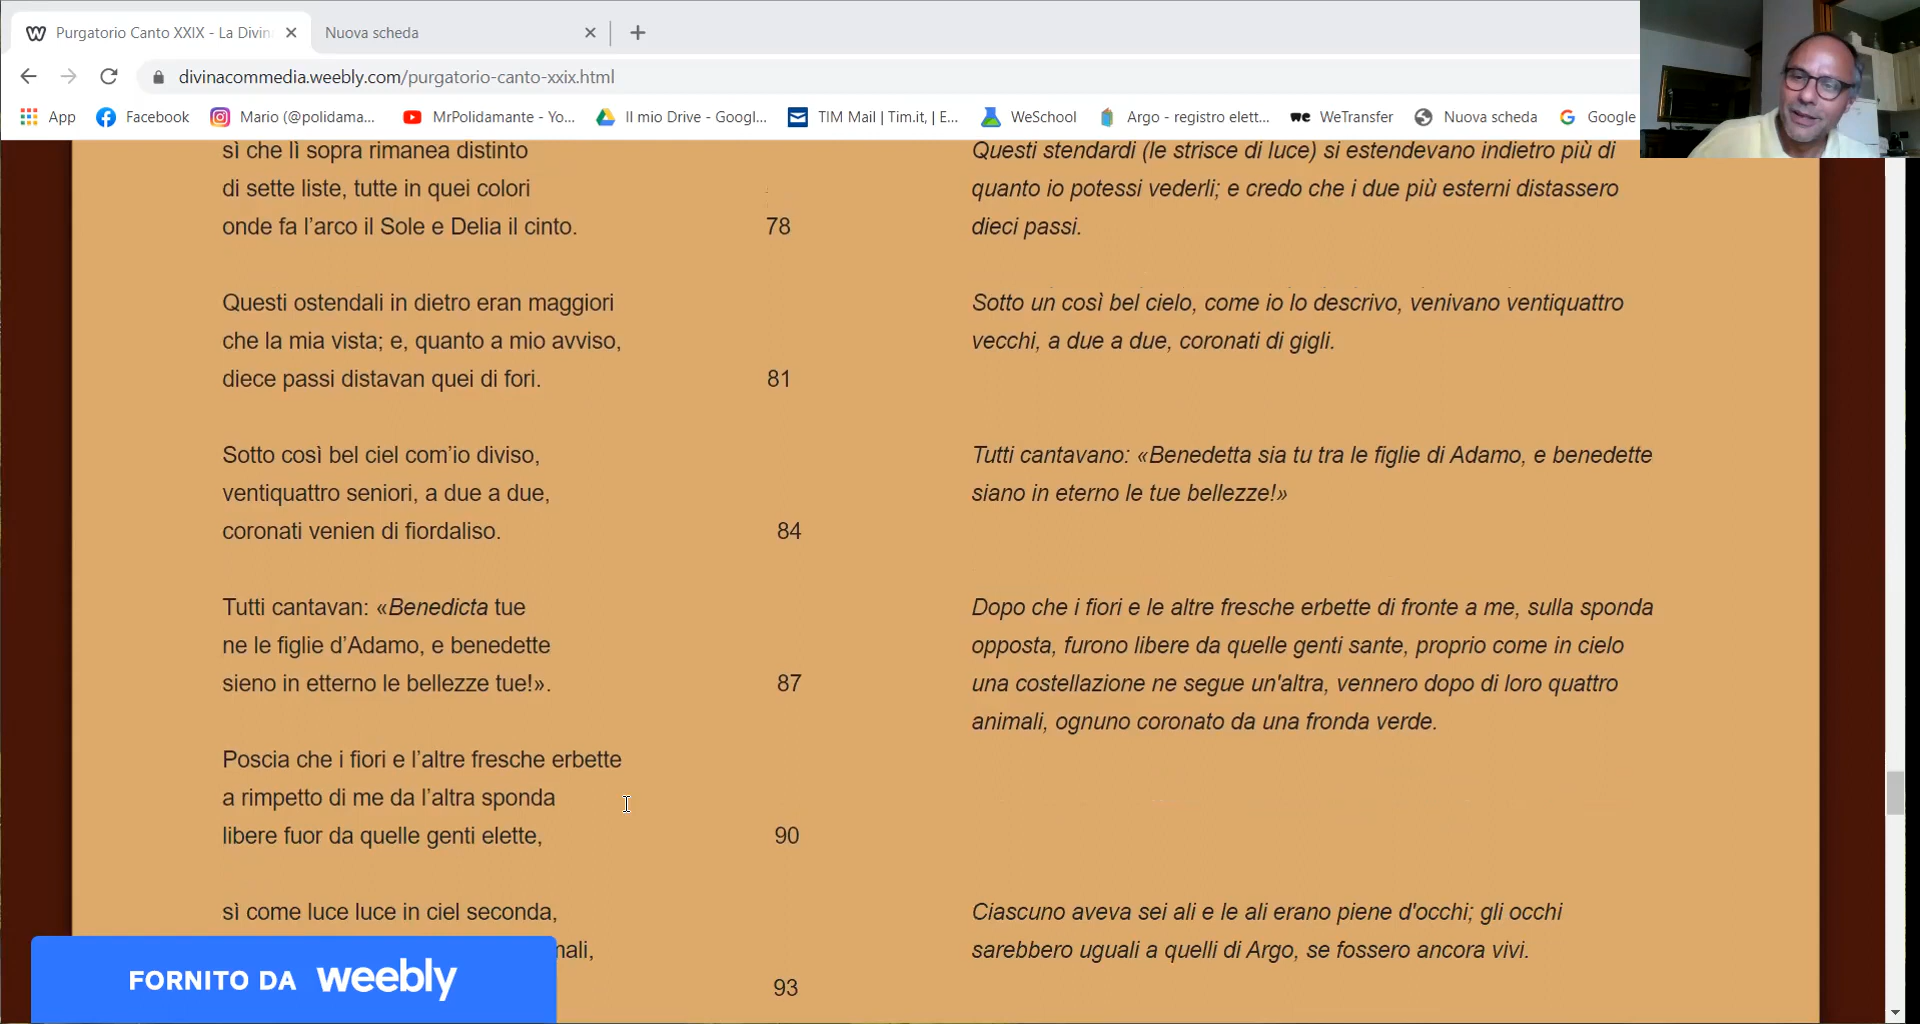 Purgatorio Canto XXIX - La Divin
Nuova scheda
divinacommedia.weebly.com/purgatorio-canto-xxix.html
App
Facebook
Mario (@polidama...
MrPolidamante - Yo...
Il mio Drive - Googl...
TIM Mail | Tim.it, | E...
WeSchool
Argo - registro elett...
WeTransfer
Nuova scheda
Google
sì che lì sopra rimanea distinto
di sette liste, tutte in quei colori
onde fa l'arco il Sole e Delia il cinto. 78
Questi ostendali in dietro eran maggiori
che la mia vista; e, quanto a mio avviso,
diece passi distavan quei di fori. 81
Sotto così bel ciel com'io diviso,
ventiquattro seniori, a due a due,
coronati venien di fiordaliso. 84
Tutti cantavan: «Benedicta tue
ne le figlie d'Adamo, e benedette
sieno in etterno le bellezze tue!». 87
Poscia che i fiori e l'altre fresche erbette
a rimpetto di me da l'altra sponda
libere fuor da quelle genti elette, 90
sì come luce luce in ciel seconda,
nali,
93
Questi stendardi (le strisce di luce) si estendevano indietro più di
quanto io potessi vederli; e credo che i due più esterni distassero
dieci passi.
Sotto un così bel cielo, come io lo descrivo, venivano ventiquattro
vecchi, a due a due, coronati di gigli.
Tutti cantavano: «Benedetta sia tu tra le figlie di Adamo, e benedette
siano in eterno le tue bellezze!»
Dopo che i fiori e le altre fresche erbette di fronte a me, sulla sponda
opposta, furono libere da quelle genti sante, proprio come in cielo
una costellazione ne segue un'altra, vennero dopo di loro quattro
animali, ognuno coronato da una fronda verde.
Ciascuno aveva sei ali e le ali erano piene d'occhi; gli occhi
sarebbero uguali a quelli di Argo, se fossero ancora vivi.
FORNITO DA weebly